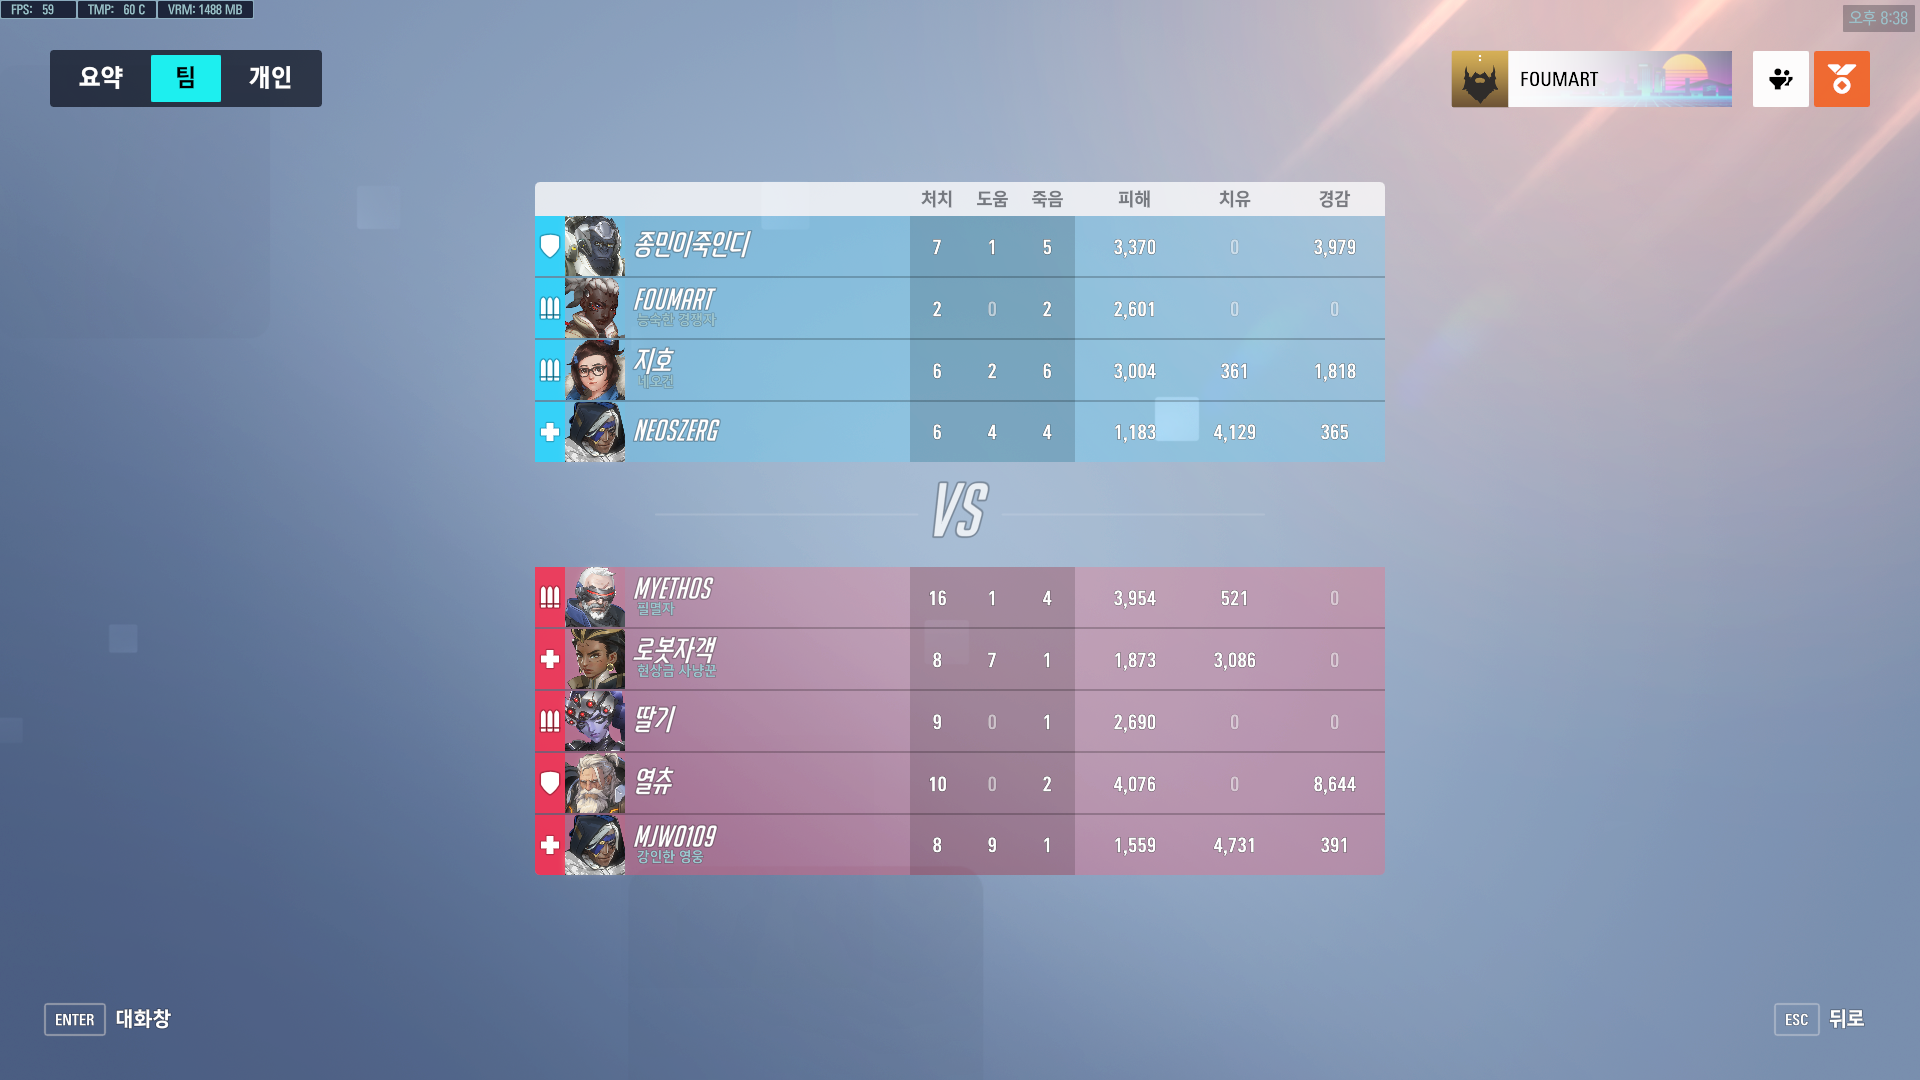 FPS: 59 TMP: 60 C VRM: 1488 MB
오후 8:38
요약 팀 개인
FOUMART
처치 도움 죽음 피해 치유 경감
종민이죽인디 7 1 5 3,370 0 3,979
FOUMART 2 0 2 2,601 0 0
능숙한 경쟁자
지호 6 2 6 3,004 361 1,818
네오진
NEOSZERG 6 4 4 1,183 4,129 365
VS
MYETHOS 16 1 4 3,954 521 0
필멸자
로봇자객 8 7 1 1,873 3,086 0
현상금 사냥꾼
딸기 9 0 1 2,690 0 0
열츄 10 0 2 4,076 0 8,644
MJW0109 8 9 1 1,559 4,731 391
강인한 영웅
ENTER 대화창
ESC 뒤로